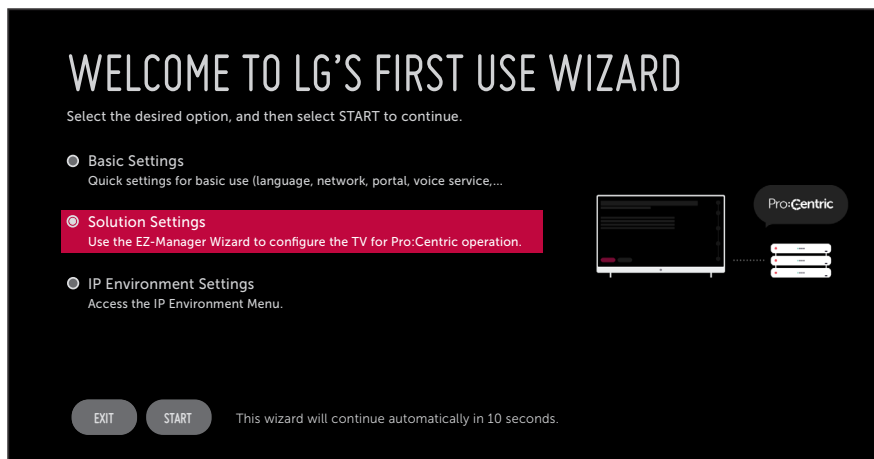 WELCOME TO LG'S FIRST USE WIZARD
Select the desired option, and then select START to continue.
Basic Settings
Quick settings for basic use (language, network, portal, voice service,...
Solution Settings
Use the EZ-Manager Wizard to configure the TV for Pro:Centric operation.
Pro:Centric
IP Environment Settings
Access the IP Environment Menu.
EXIT
START
This wizard will continue automatically in 10 seconds.